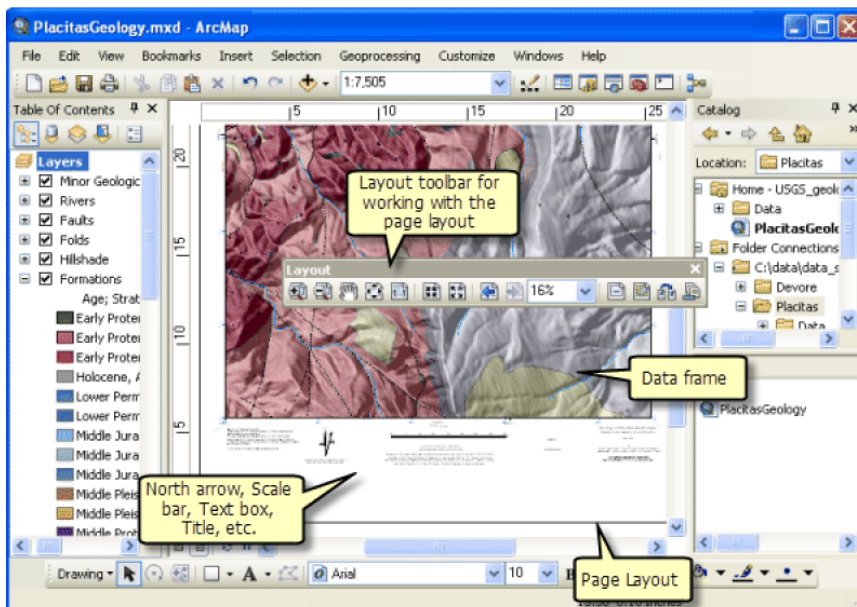 PlacitasGeology.mxd - ArcMap
File Edit View Bookmarks Insert Selection Geoprocessing Customize Windows Help
1:7,505
Table Of Contents
Layers
Minor Geologic
Rivers
Faults
Folds
Hillshade
Formations
Age; Strat
Early Proter
Early Proter
Early Proter
Holocene, A
Lower Perm
Lower Perm
Middle Jura
Middle Jura
Middle Jura
Middle Pleis
Middle Pleis
Middle Prot
5 10 15 20 25
20
15
10
5
Layout toolbar for
working with the
page layout
Layout
16%
Data frame
North arrow, Scale
bar, Text box,
Title, etc.
Page Layout
Catalog
Location: Placitas
Home - USGS_geolo
Data
PlacitasGeolo
Folder Connections
C:\data\data_s
Devore
Placitas
Data
PlacitasGeology
Drawing
A
Arial
10
B